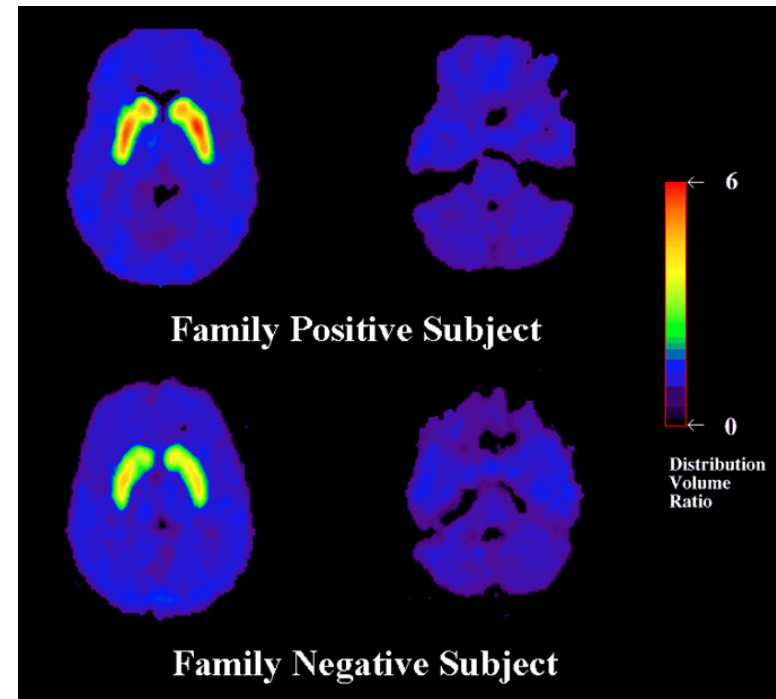 Family Positive Subject
6
0
Distribution
Volume
Ratio
Family Negative Subject